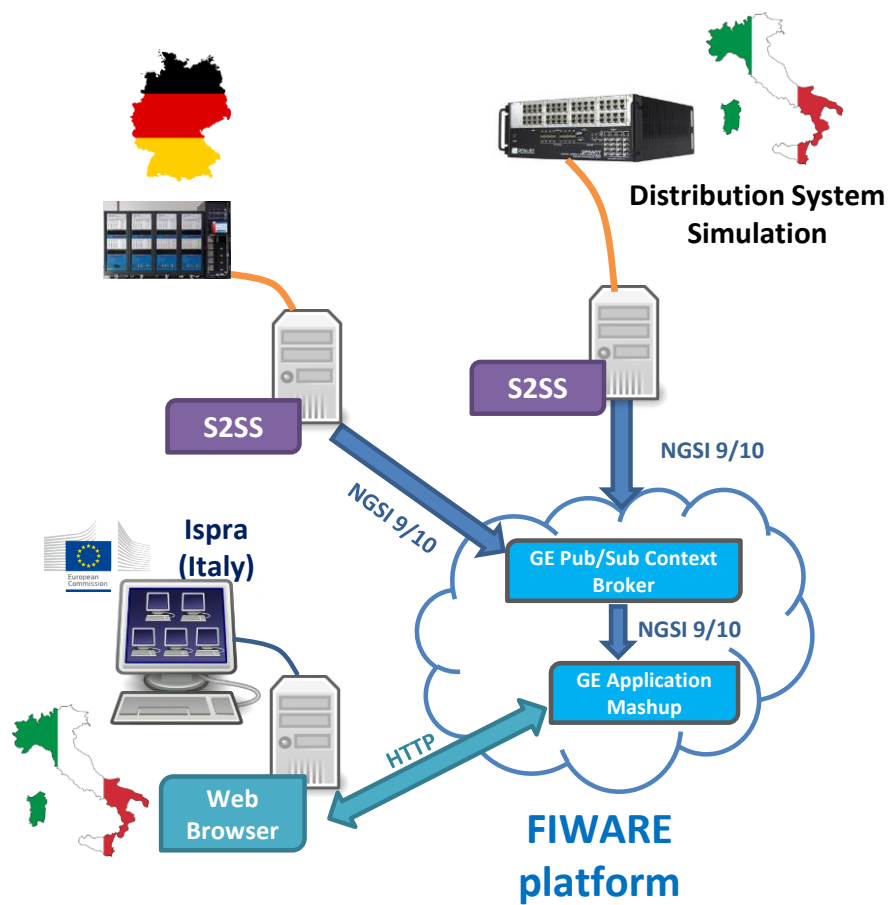 Distribution System
Simulation
S2SS
S2SS
NGSI 9/10
NGSI 9/10
Ispra
(Italy)
European
Commission
GE Pub/Sub Context
Broker
NGSI 9/10
GE Application
Mashup
HTTP
Web
Browser
FIWARE
platform